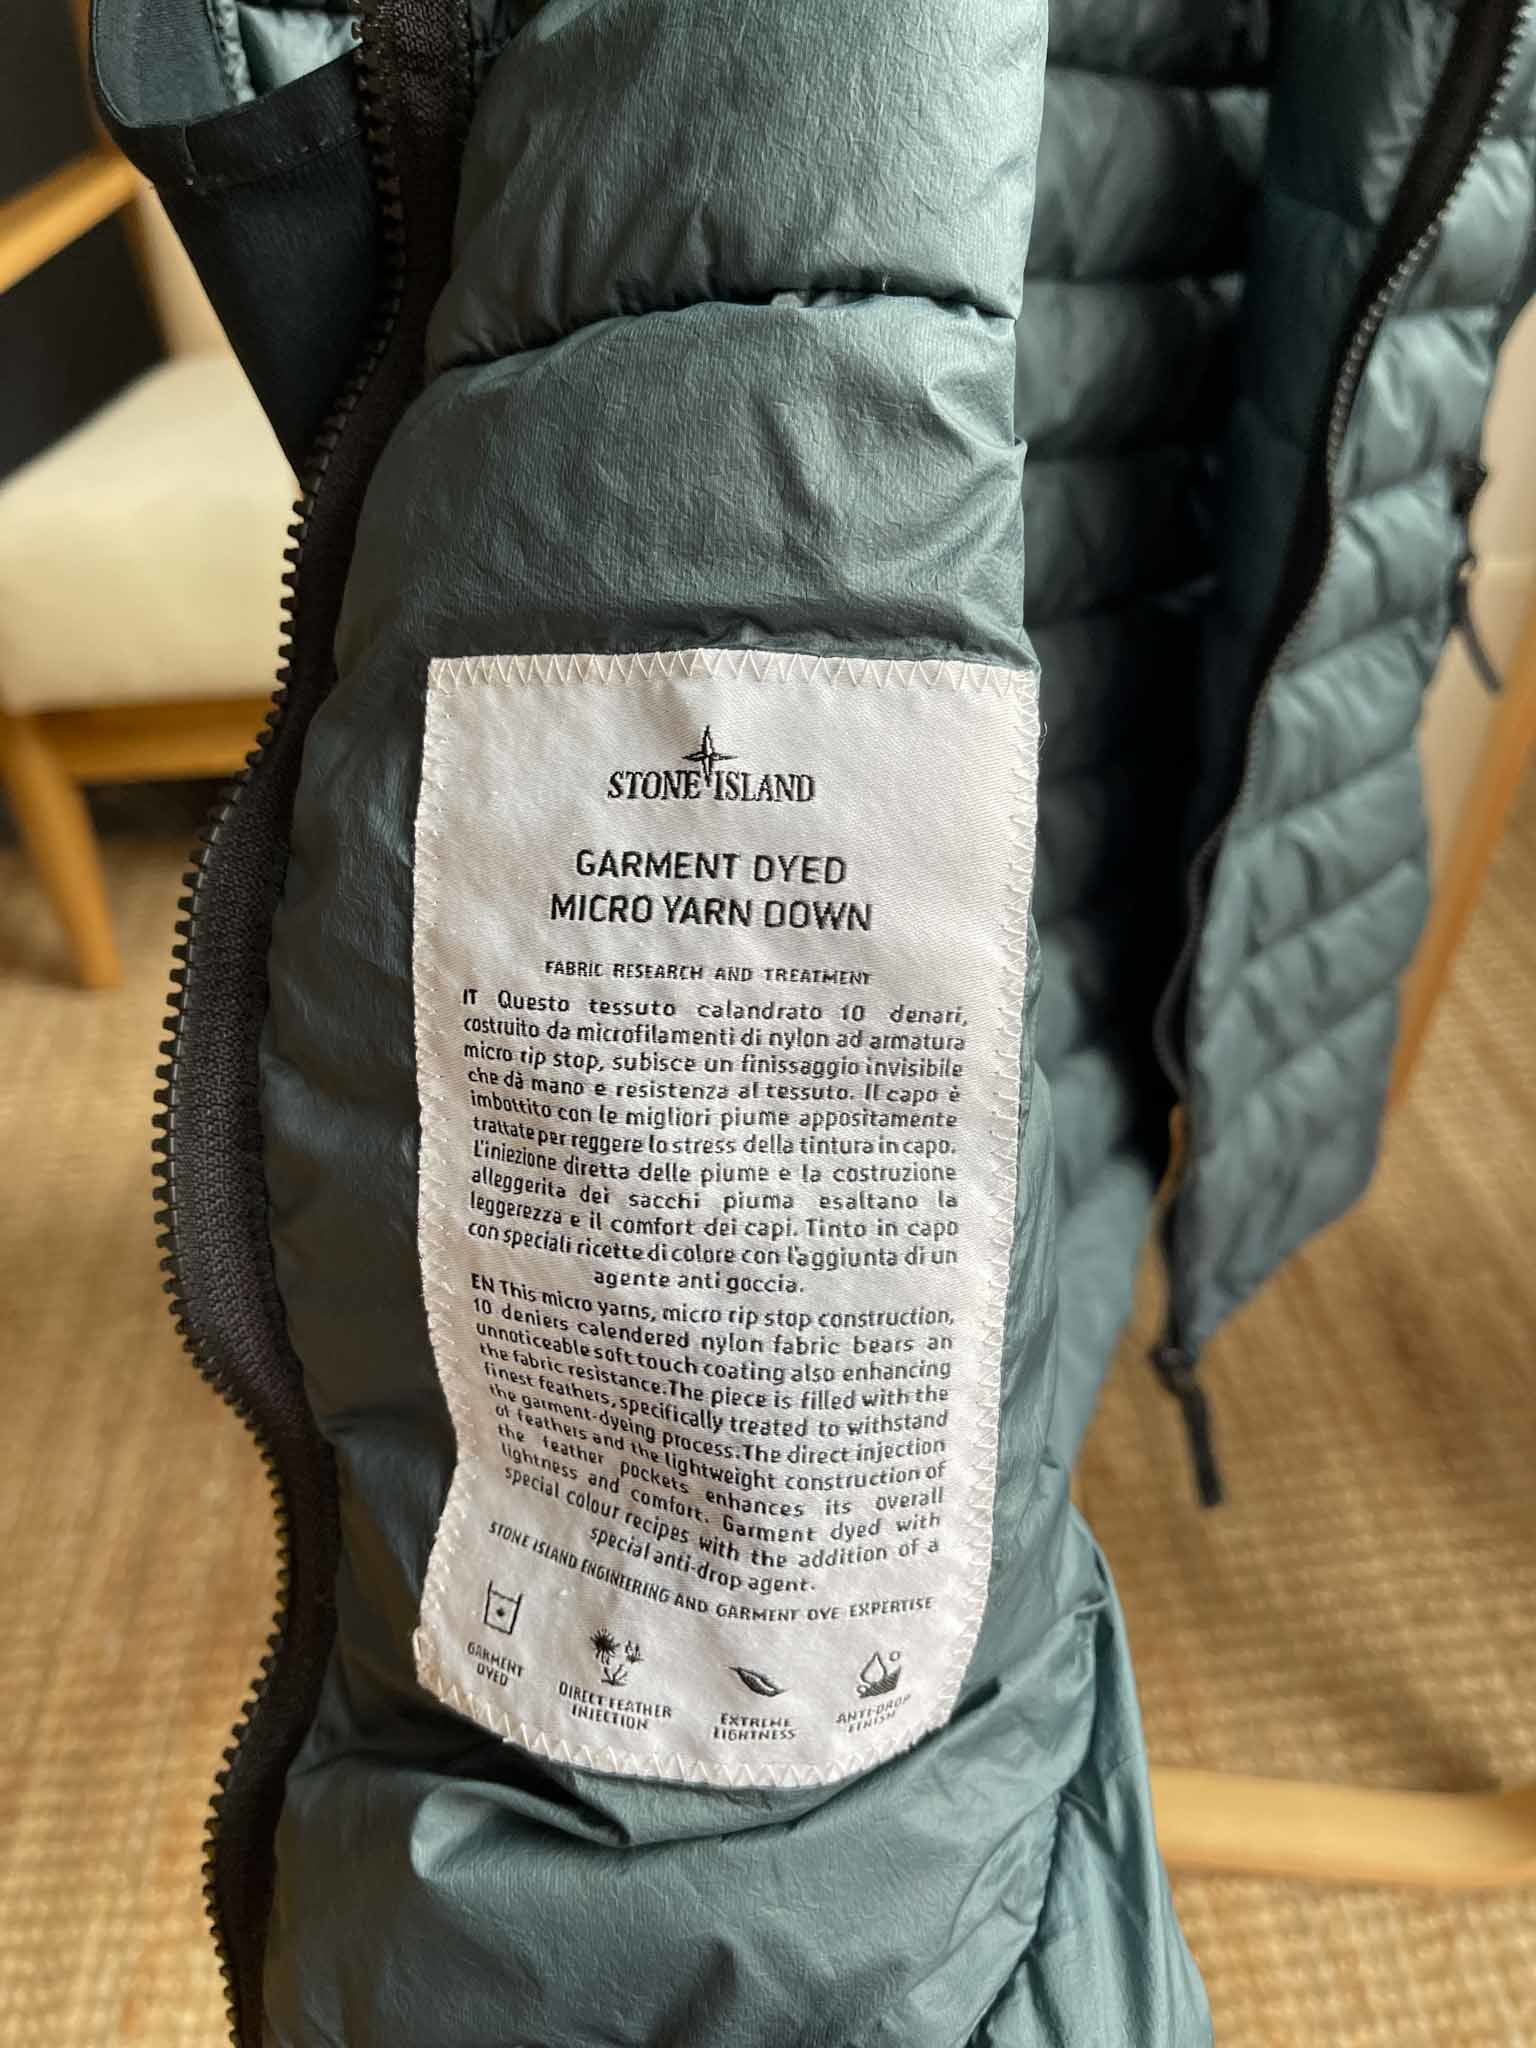 STONE ISLAND
GARMENT DYED
MICRO YARN DOWN
FABRIC RESEARCH AND TREATMENT
IT Questo tessuto calandrato 10 denari,
costruito da microfilamenti di nylon ad armatura
micro rip stop, subisce un finissaggio invisibile
che dà mano e resistenza al tessuto. Il capo è
imbottito con le migliori piume appositamente
trattate per reggere lo stress della tintura in capo.
L'iniezione diretta delle piume e la costruzione
alleggerita dei sacchi piuma esaltano la
leggerezza e il comfort dei capi. Tinto in capo
con speciali ricette di colore con l'aggiunta di un
agente anti goccia.
EN This micro yarns, micro rip stop construction,
10 deniers calendered nylon fabric bears an
unnoticeable soft touch coating also enhancing
the fabric resistance.The piece is filled with the
finest feathers, specifically treated to withstand
the garment-dyeing process.The direct injection
of feathers and the lightweight construction of
the feather pockets enhances its overall
lightness and comfort. Garment dyed with
special colour recipes with the addition of a
special anti-drop agent.
STONE ISLAND ENGINEERING AND GARMENT DYE EXPERTISE
GARMENT
DYED
DIRECT FEATHER
INJECTION
EXTREME
LIGHTNESS
ANTI-DROP
FINISH